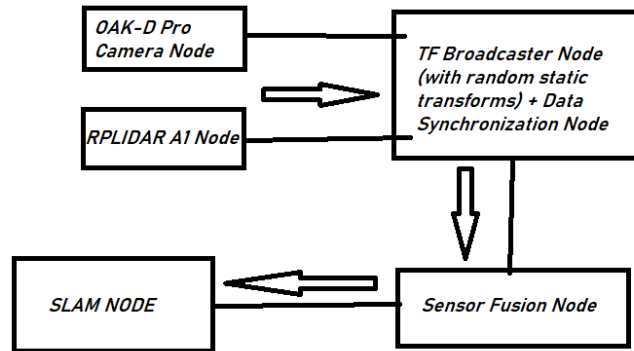 OAK-D Pro
Camera Node
TF Broadcaster Node
(with random static
transforms) + Data
Synchronization Node
RPLIDAR A1 Node
SLAM NODE
Sensor Fusion Node